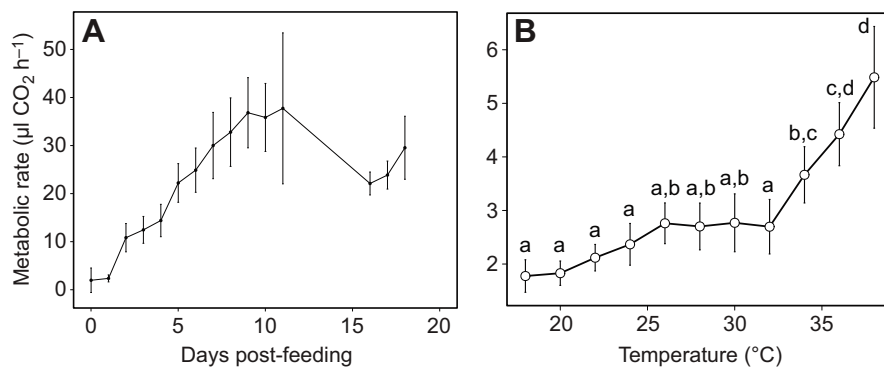 A
Metabolic rate (µl CO₂ h⁻¹)
50
40
30
20
10
0
0 5 10 15 20
Days post-feeding
B
6
5
4
3
2
a a a a a,b a,b a,b a b,c c,d d
20 25 30 35
Temperature (°C)